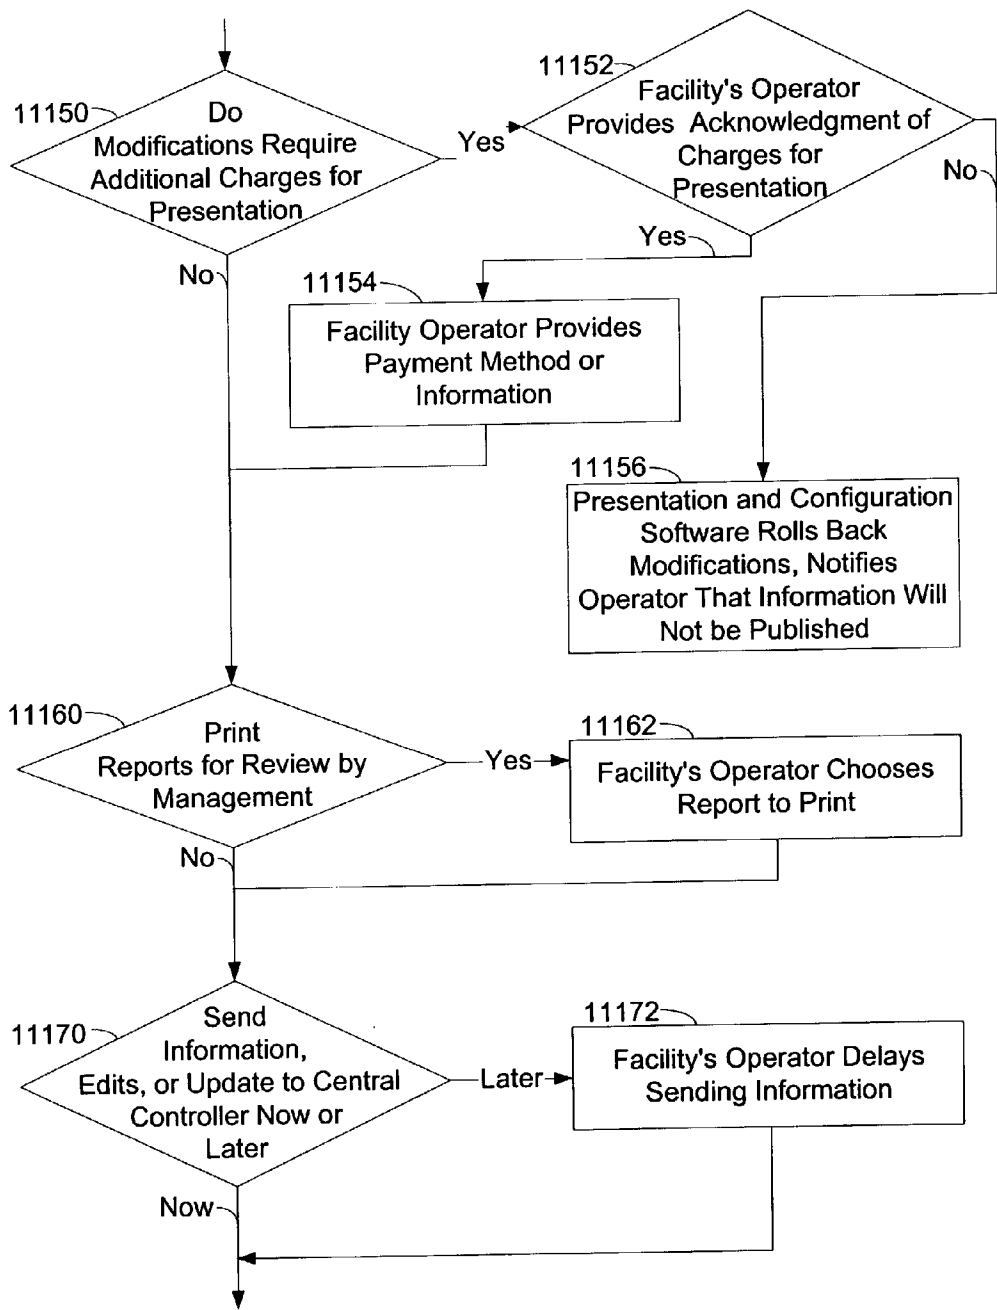 11150
Do
Modifications Require
Additional Charges for
Presentation
Yes
11152
Facility's Operator
Provides Acknowledgment of
Charges for
Presentation
No
Yes
No
11154
Facility Operator Provides
Payment Method or
Information
11156
Presentation and Configuration
Software Rolls Back
Modifications, Notifies
Operator That Information Will
Not be Published
11160
Print
Reports for Review by
Management
Yes
11162
Facility's Operator Chooses
Report to Print
No
11170
Send
Information,
Edits, or Update to Central
Controller Now or
Later
Later
11172
Facility's Operator Delays
Sending Information
Now